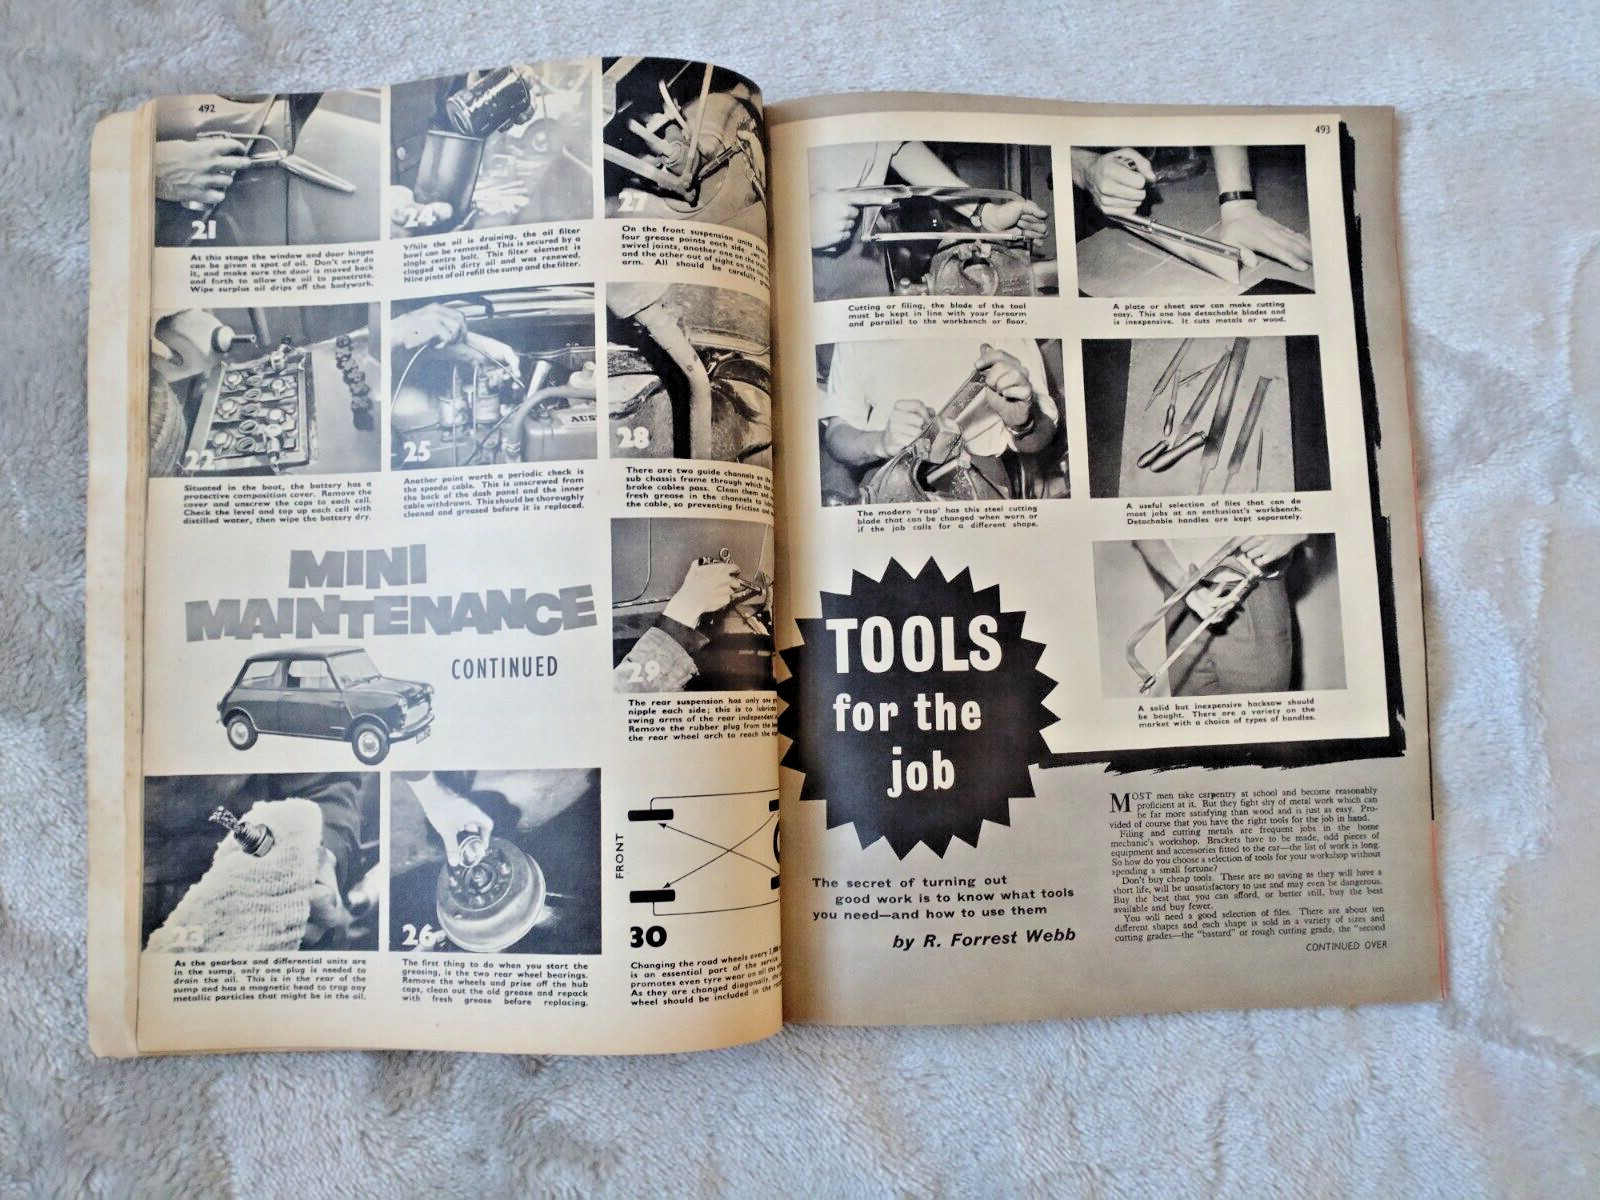 492
21
At this stage the window and door hinges
can be given a spot of oil. Don't over do
it, and make sure the door is moved back
and forth to allow the oil to penetrate.
Wipe surplus oil drips off the bodywork.
24
While the oil is draining, the oil filter
bowl can be removed. This is secured by a
single centre bolt. This filter element is
clogged with dirty oil and was renewed.
Nine pints of oil refill the sump and the filter.
27
On the front suspension units
four grease points each side
swivel joints, another one on the
and the other out of sight on the
arm. All should be carefully
22
Situated in the boot, the battery has a
protective composition cover. Remove the
cover and unscrew the caps to each cell.
Check the level and top up each cell with
distilled water, then wipe the battery dry.
AUS
25
Another point worth a periodic check is
the speedo cable. This is unscrewed from
the back of the dash panel and the inner
cable withdrawn. This should be thoroughly
cleaned and greased before it is replaced.
28
There are two guide channels on the
sub chassis frame through which the
brake cables pass. Clean them and
fresh grease in the channels to
the cable, so preventing friction and
MINI
MAINTENANCE
CONTINUED
29
The rear suspension has only one
nipple each side; this is to lubricate
swing arms of the rear independent
Remove the rubber plug from the
the rear wheel arch to reach the
23
As the gearbox and differential units are
in the sump, only one plug is needed to
drain the oil. This is in the rear of the
sump and has a magnetic head to trap any
metallic particles that might be in the oil.
26
The first thing to do when you start the
greasing, is the two rear wheel bearings.
Remove the wheels and prise off the hub
caps, clean out the old grease and repack
with fresh grease before replacing.
FRONT
30
Changing the road wheels every
is an essential part of the service.
promotes even tyre wear on all the
As they are changed diagonally, the
wheel should be included in the
493
Cutting or filing, the blade of the tool
must be kept in line with your forearm
and parallel to the workbench or floor.
A plate or sheet saw can make cutting
easy. This one has detachable blades and
is inexpensive. It cuts metals or wood.
The modern 'rasp' has this steel cutting
blade that can be changed when worn or
if the job calls for a different shape.
A useful selection of files that can do
most jobs at an enthusiast's workbench.
Detachable handles are kept separately.
A solid but inexpensive hacksaw should
be bought. There are a variety on the
market with a choice of types of handles.
TOOLS
for the
job
The secret of turning out
good work is to know what tools
you need—and how to use them
by R. Forrest Webb
MOST men take carpentry at school and become reasonably
proficient at it. But they fight shy of metal work which can
be far more satisfying than wood and is just as easy. Pro-
vided of course that you have the right tools for the job in hand.
Filing and cutting metals are frequent jobs in the home
mechanic's workshop. Brackets have to be made, odd pieces of
equipment and accessories fitted to the car—the list of work is long.
So how do you choose a selection of tools for your workshop without
spending a small fortune?
Don't buy cheap tools. These are no saving as they will have a
short life, will be unsatisfactory to use and may even be dangerous.
Buy the best that you can afford, or better still, buy the best
available and buy fewer.
You will need a good selection of files. There are about ten
different shapes and each shape is sold in a variety of sizes and
cutting grades—the "bastard" or rough cutting grade, the "second
CONTINUED OVER